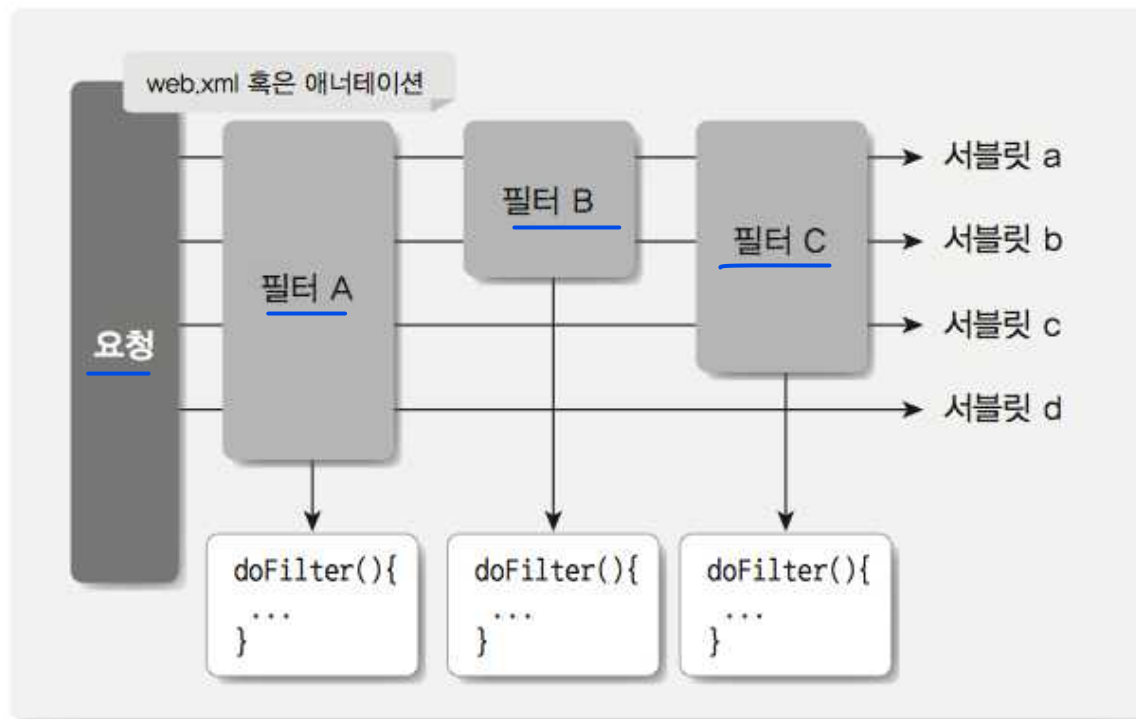 web.xml 혹은 애너테이션
요청
필터 A
필터 B
필터 C
서블릿 a
서블릿 b
서블릿 c
서블릿 d
doFilter(){
...
}
doFilter(){
...
}
doFilter(){
...
}